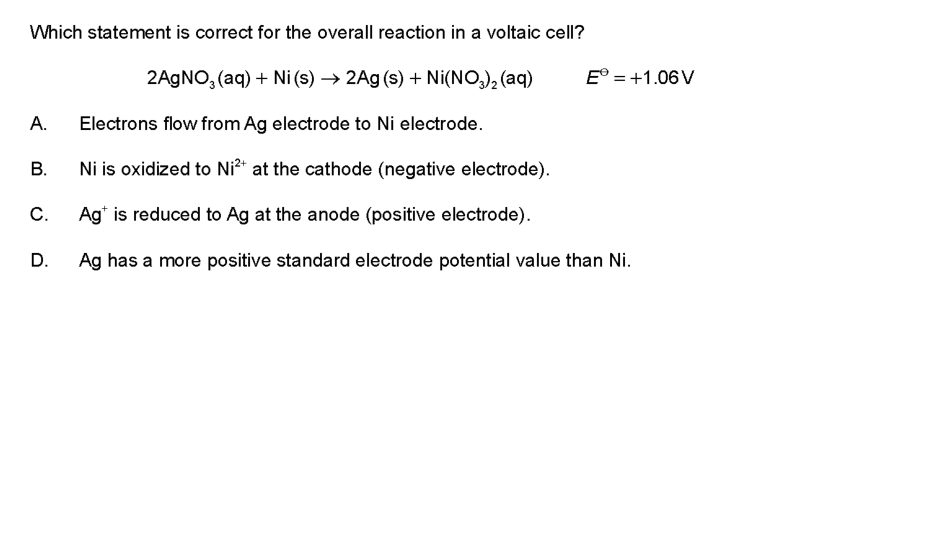 Which statement is correct for the overall reaction in a voltaic cell?
2AgNO₃(aq) + Ni(s) → 2Ag(s) + Ni(NO₃)₂(aq) E⦵ = +1.06V
A. Electrons flow from Ag electrode to Ni electrode.
B. Ni is oxidized to Ni²⁺ at the cathode (negative electrode).
C. Ag⁺ is reduced to Ag at the anode (positive electrode).
D. Ag has a more positive standard electrode potential value than Ni.